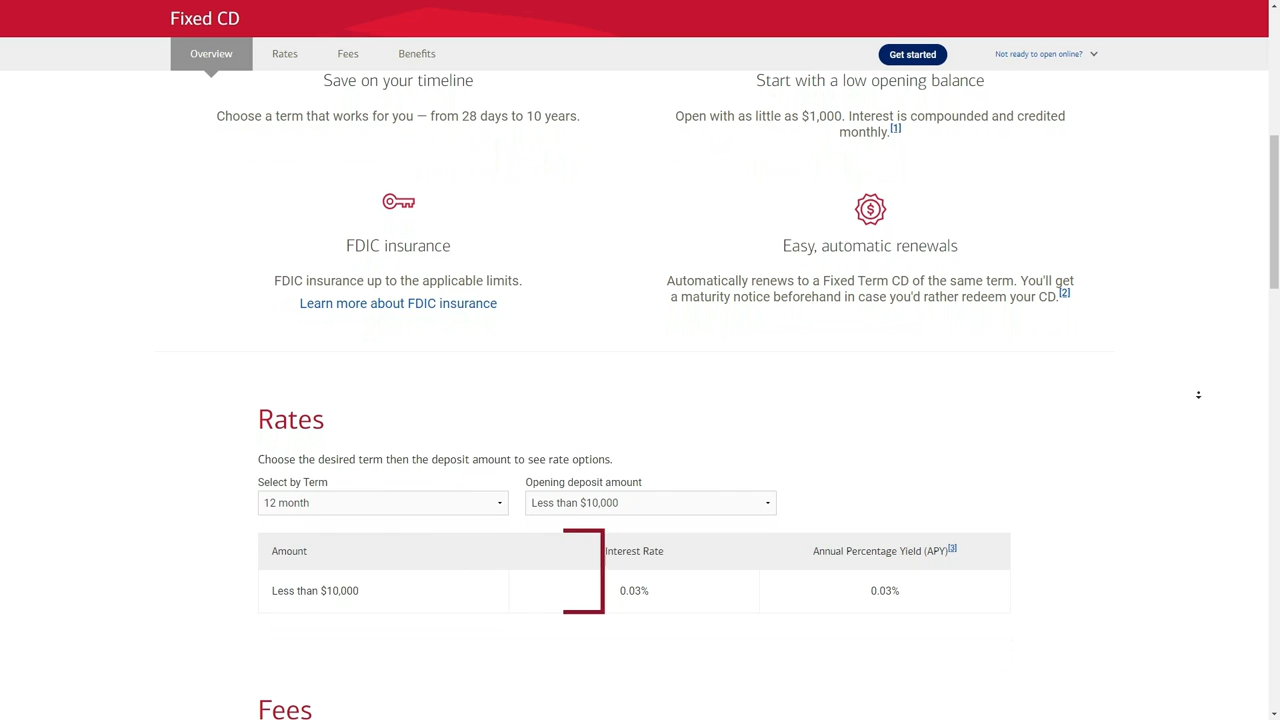 Fixed CD
Overview Rates Fees Benefits Get started Not ready to open online?
Save on your timeline
Choose a term that works for you — from 28 days to 10 years.
Start with a low opening balance
Open with as little as $1,000. Interest is compounded and credited
monthly.[1]
FDIC insurance
FDIC insurance up to the applicable limits.
Learn more about FDIC insurance
Easy, automatic renewals
Automatically renews to a Fixed Term CD of the same term. You'll get
a maturity notice beforehand in case you'd rather redeem your CD.[2]
Rates
Choose the desired term then the deposit amount to see rate options.
Select by Term Opening deposit amount
12 month Less than $10,000
Amount Interest Rate Annual Percentage Yield (APY)[3]
Less than $10,000 0.03% 0.03%
Fees